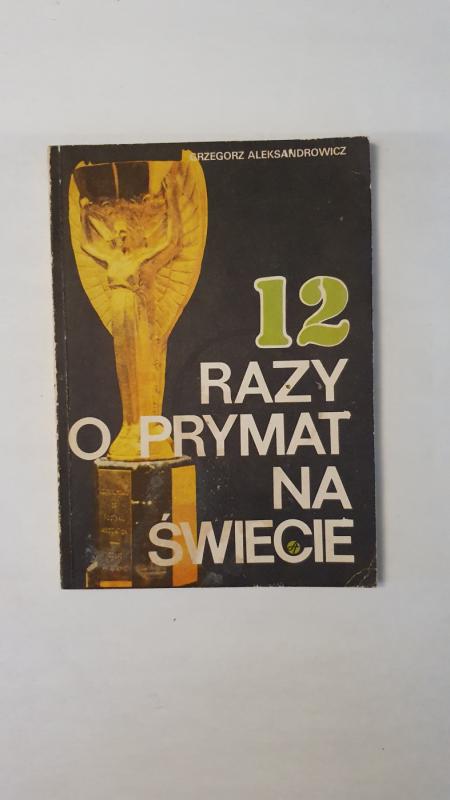 GRZEGORZ ALEKSANDROWICZ
12
RAZY
O PRYMAT
NA
ŚWIECIE